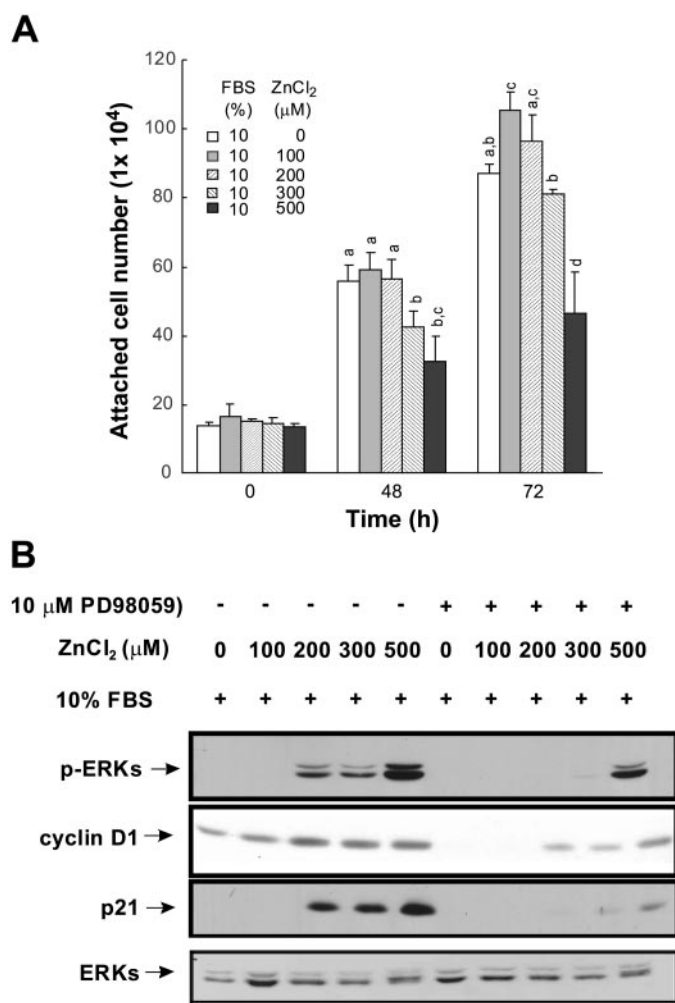 A
120
100
80
60
40
20
0
Attached cell number (1x 10⁴)
FBS ZnCl₂
(%) (μM)
10 0
10 100
10 200
10 300
10 500
a a a b b,c
a,b c a,c b d
0 48 72
Time (h)
B
10 μM PD98059) - - - - - + + + + +
ZnCl₂ (μM) 0 100 200 300 500 0 100 200 300 500
10% FBS + + + + + + + + + +
p-ERKs →
cyclin D1 →
p21 →
ERKs →